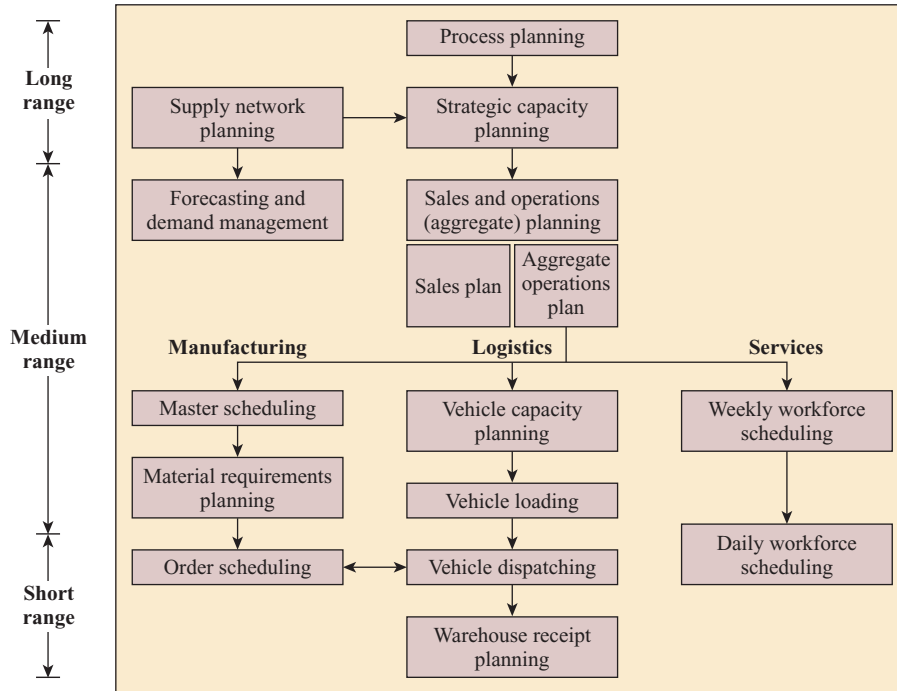 Long
range
Medium
range
Short
range
Process planning
Supply network
planning
Strategic capacity
planning
Forecasting and
demand management
Sales and operations
(aggregate) planning
Sales plan
Aggregate
operations
plan
Manufacturing
Logistics
Services
Master scheduling
Vehicle capacity
planning
Weekly workforce
scheduling
Material requirements
planning
Vehicle loading
Order scheduling
Vehicle dispatching
Daily workforce
scheduling
Warehouse receipt
planning